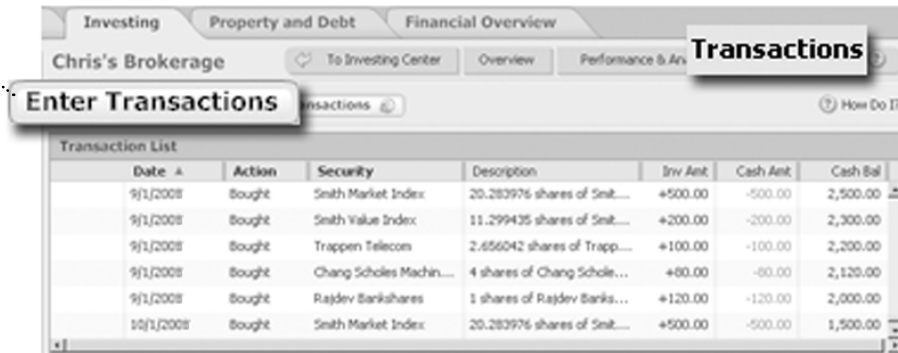 Investing Property and Debt Financial Overview
Chris's Brokerage To Investing Center Overview Performance & An Transactions ?
Enter Transactions nsactions ? How Do I?
Transaction List
Date Action Security Description Inv Amt Cash Amt Cash Bal
9/1/2008 Bought Smith Market Index 20.283976 shares of Smit.... +500.00 -500.00 2,500.00
9/1/2008 Bought Smith Value Index 11.299435 shares of Smit.... +200.00 -200.00 2,300.00
9/1/2008 Bought Trappen Telecom 2.656042 shares of Trapp.... +100.00 -100.00 2,200.00
9/1/2008 Bought Chang Scholes Machin.... 4 shares of Chang Schole... +80.00 -80.00 2,120.00
9/1/2008 Bought Rajdev Bankshares 1 shares of Rajdev Banks... +120.00 -120.00 2,000.00
10/1/2008 Bought Smith Market Index 20.283976 shares of Smit.... +500.00 -500.00 1,500.00